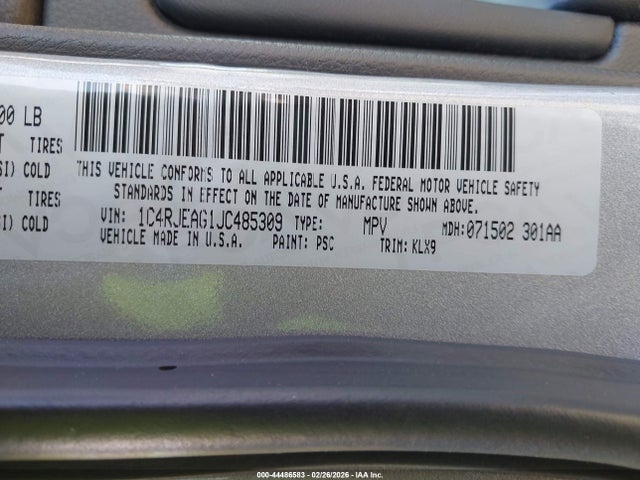 00 LB
TIRES
SI) COLD
TIRES
SI) COLD
THIS VEHICLE CONFORMS TO ALL APPLICABLE U.S.A. FEDERAL MOTOR VEHICLE SAFETY
STANDARDS IN EFFECT ON THE DATE OF MANUFACTURE SHOWN ABOVE.
VIN: 1C4RJEAG1JC485309 TYPE: MPV MDH:071502 301AA
VEHICLE MADE IN U.S.A. PAINT: PSC TRIM: KLX9
000-44486583 - 02/26/2026 - IAA Inc.